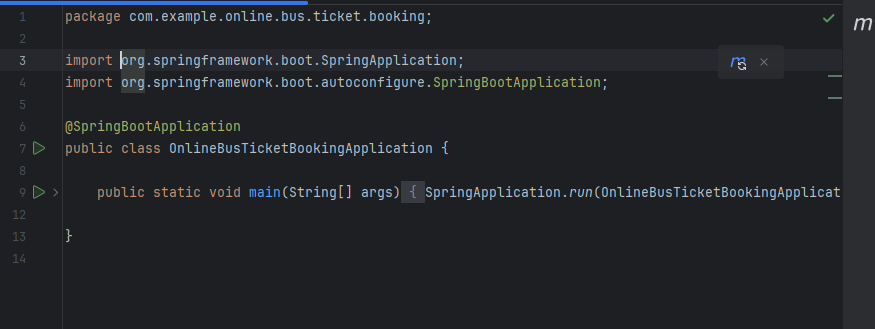 1 package com.example.online.bus.ticket.booking;
2
3 import org.springframework.boot.SpringApplication;
4 import org.springframework.boot.autoconfigure.SpringBootApplication;
5
6 @SpringBootApplication
7 public class OnlineBusTicketBookingApplication {
8
9 public static void main(String[] args) { SpringApplication.run(OnlineBusTicketBookingApplicat
12
13 }
14
m
m